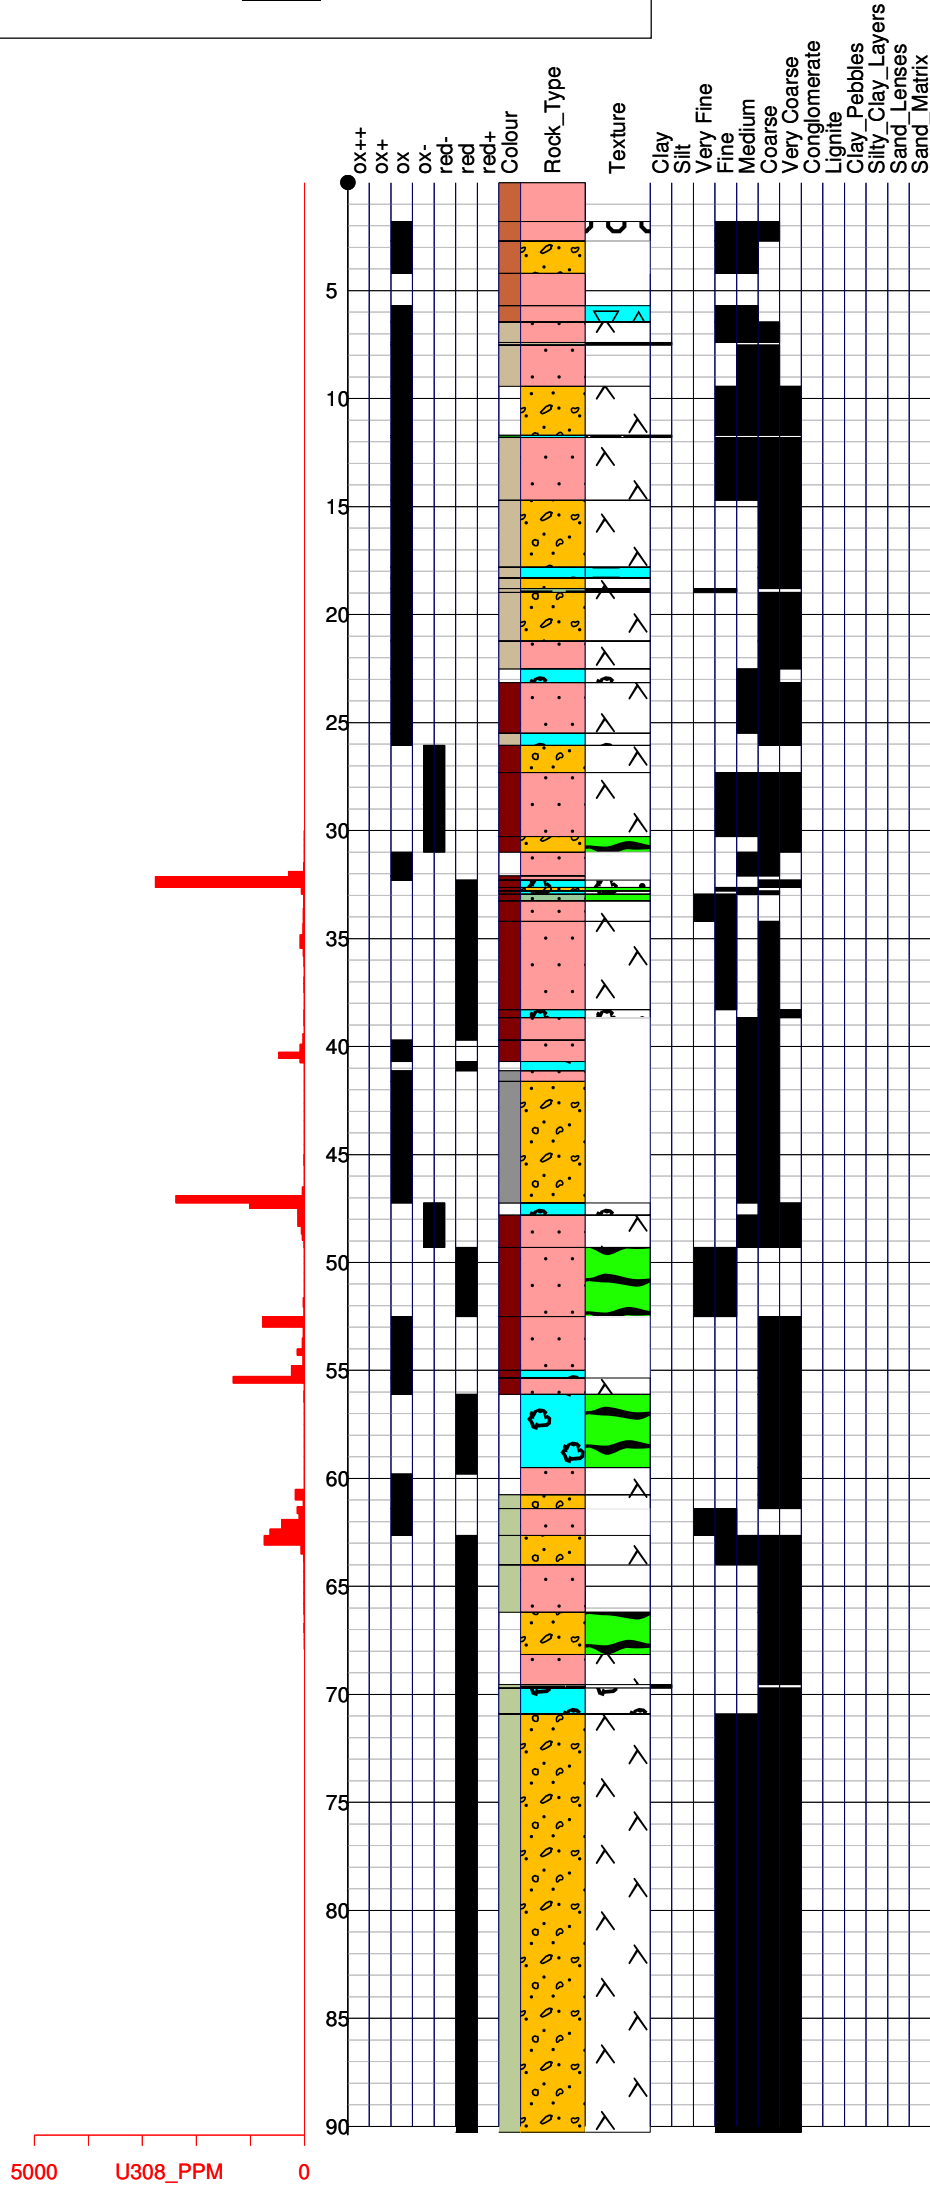 ox++
ox+
ox
ox-
red-
red
red+
Colour
Rock_Type
Texture
Clay
Silt
Very Fine
Fine
Medium
Coarse
Very Coarse
Conglomerate
Lignite
Clay_Pebbles
Silty_Clay_Layers
Sand_Lenses
Sand_Matrix
5
10
15
20
25
30
35
40
45
50
55
60
65
70
75
80
85
90
5000 U308_PPM 0